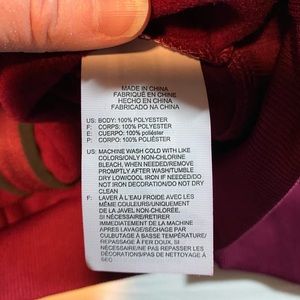 MADE IN CHINA
FABRIQUÉ EN CHINE
HECHO EN CHINA
FABRICADO NA CHINA
US: BODY: 100% POLYESTER
F: CORPS: 100% POLYESTER
E: CUERPO: 100% poliéster
P: CORPO: 100% poliéster
US: MACHINE WASH COLD WITH LIKE
COLORS/ONLY NON-CHLORINE
BLEACH, WHEN NEEDED/REMOVE
PROMPTLY AFTER WASH/TUMBLE
DRY LOW/COOL IRON IF NEEDED/DO
NOT IRON DECORATION/DO NOT DRY
CLEAN
F: LAVER À L'EAU FROIDE AVEC LES
MÊME COULEURS/UNIQUEMENT
DE LA JAVEL NON-CHLORÉE,
SI NÉCESSAIRE/RETIRER
IMMEDIATEMENT DE LA MACHINE
APRES LAVAGE/SÉCHAGE PAR
CULBUTAGE À BASSE TEMPÉRATURE/
REPASSAGE À FER DOUX, SI
NÉCESSAIRE/NE PAS REPASSER LES
DÉCORATIONS/PAS DE NETTOYAGE À
SEC